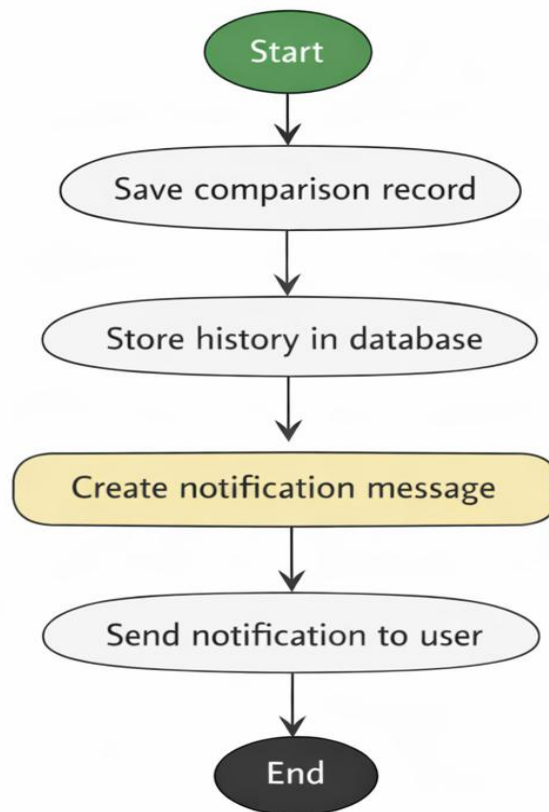 Start
Save comparison record
Store history in database
Create notification message
Send notification to user
End